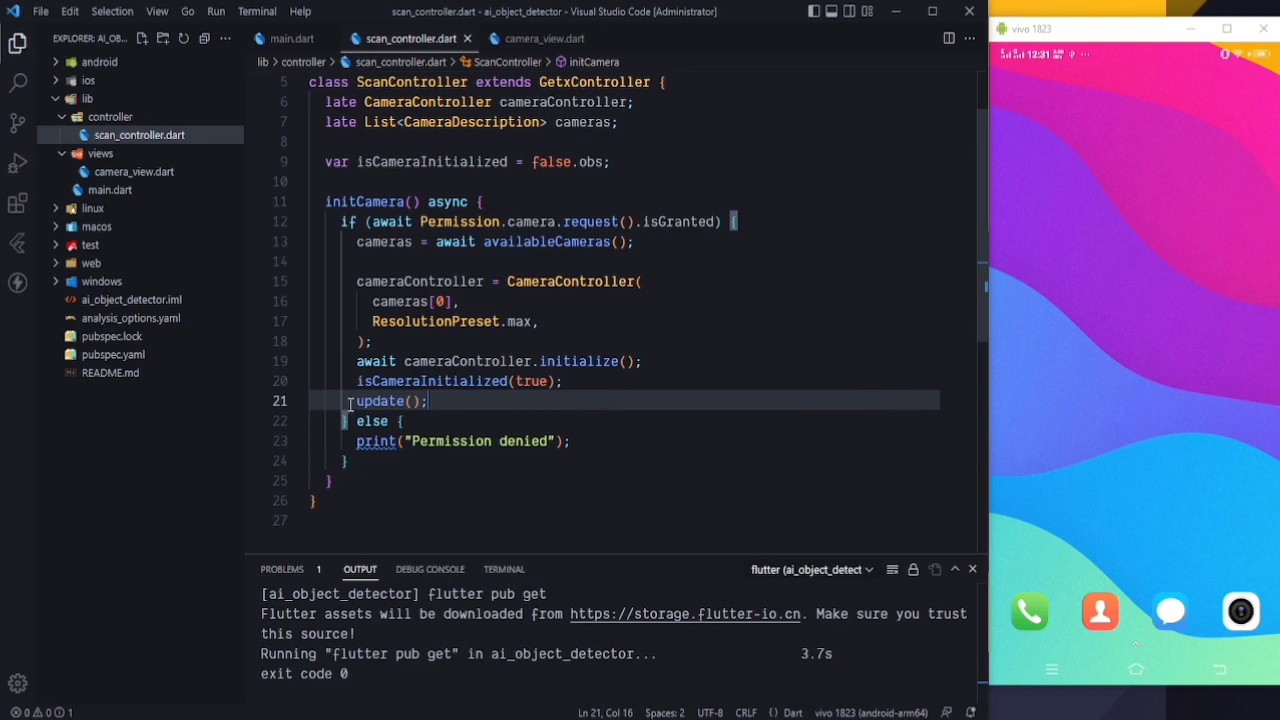 File Edit Selection View Go Run Terminal Help
scan_controller.dart - ai_object_detector - Visual Studio Code [Administrator]
vivo 1823
EXPLORER: AI_OB...
main.dart
scan_controller.dart
camera_view.dart
lib > controller > scan_controller.dart > ScanController > initCamera
12:31
android
ios
lib
controller
scan_controller.dart
views
camera_view.dart
main.dart
linux
macos
test
web
windows
ai_object_detector.iml
analysis_options.yaml
pubspec.lock
pubspec.yaml
README.md
5 class ScanController extends GetxController {
6 late CameraController cameraController;
7 late List<CameraDescription> cameras;
8
9 var isCameraInitialized = false.obs;
10
11 initCamera() async {
12 if (await Permission.camera.request().isGranted) {
13 cameras = await availableCameras();
14
15 cameraController = CameraController(
16 cameras[0],
17 ResolutionPreset.max,
18 );
19 await cameraController.initialize();
20 isCameraInitialized(true);
21 update();
22 } else {
23 print("Permission denied");
24 }
25 }
26 }
27
PROBLEMS 1 OUTPUT DEBUG CONSOLE TERMINAL
flutter (ai_object_detect
[ai_object_detector] flutter pub get
Flutter assets will be downloaded from https://storage.flutter-io.cn. Make sure you trust
this source!
Running "flutter pub get" in ai_object_detector... 3.7s
exit code 0
0 0 1
Ln 21, Col 16 Spaces: 2 UTF-8 CRLF {} Dart vivo 1823 (android-arm64)